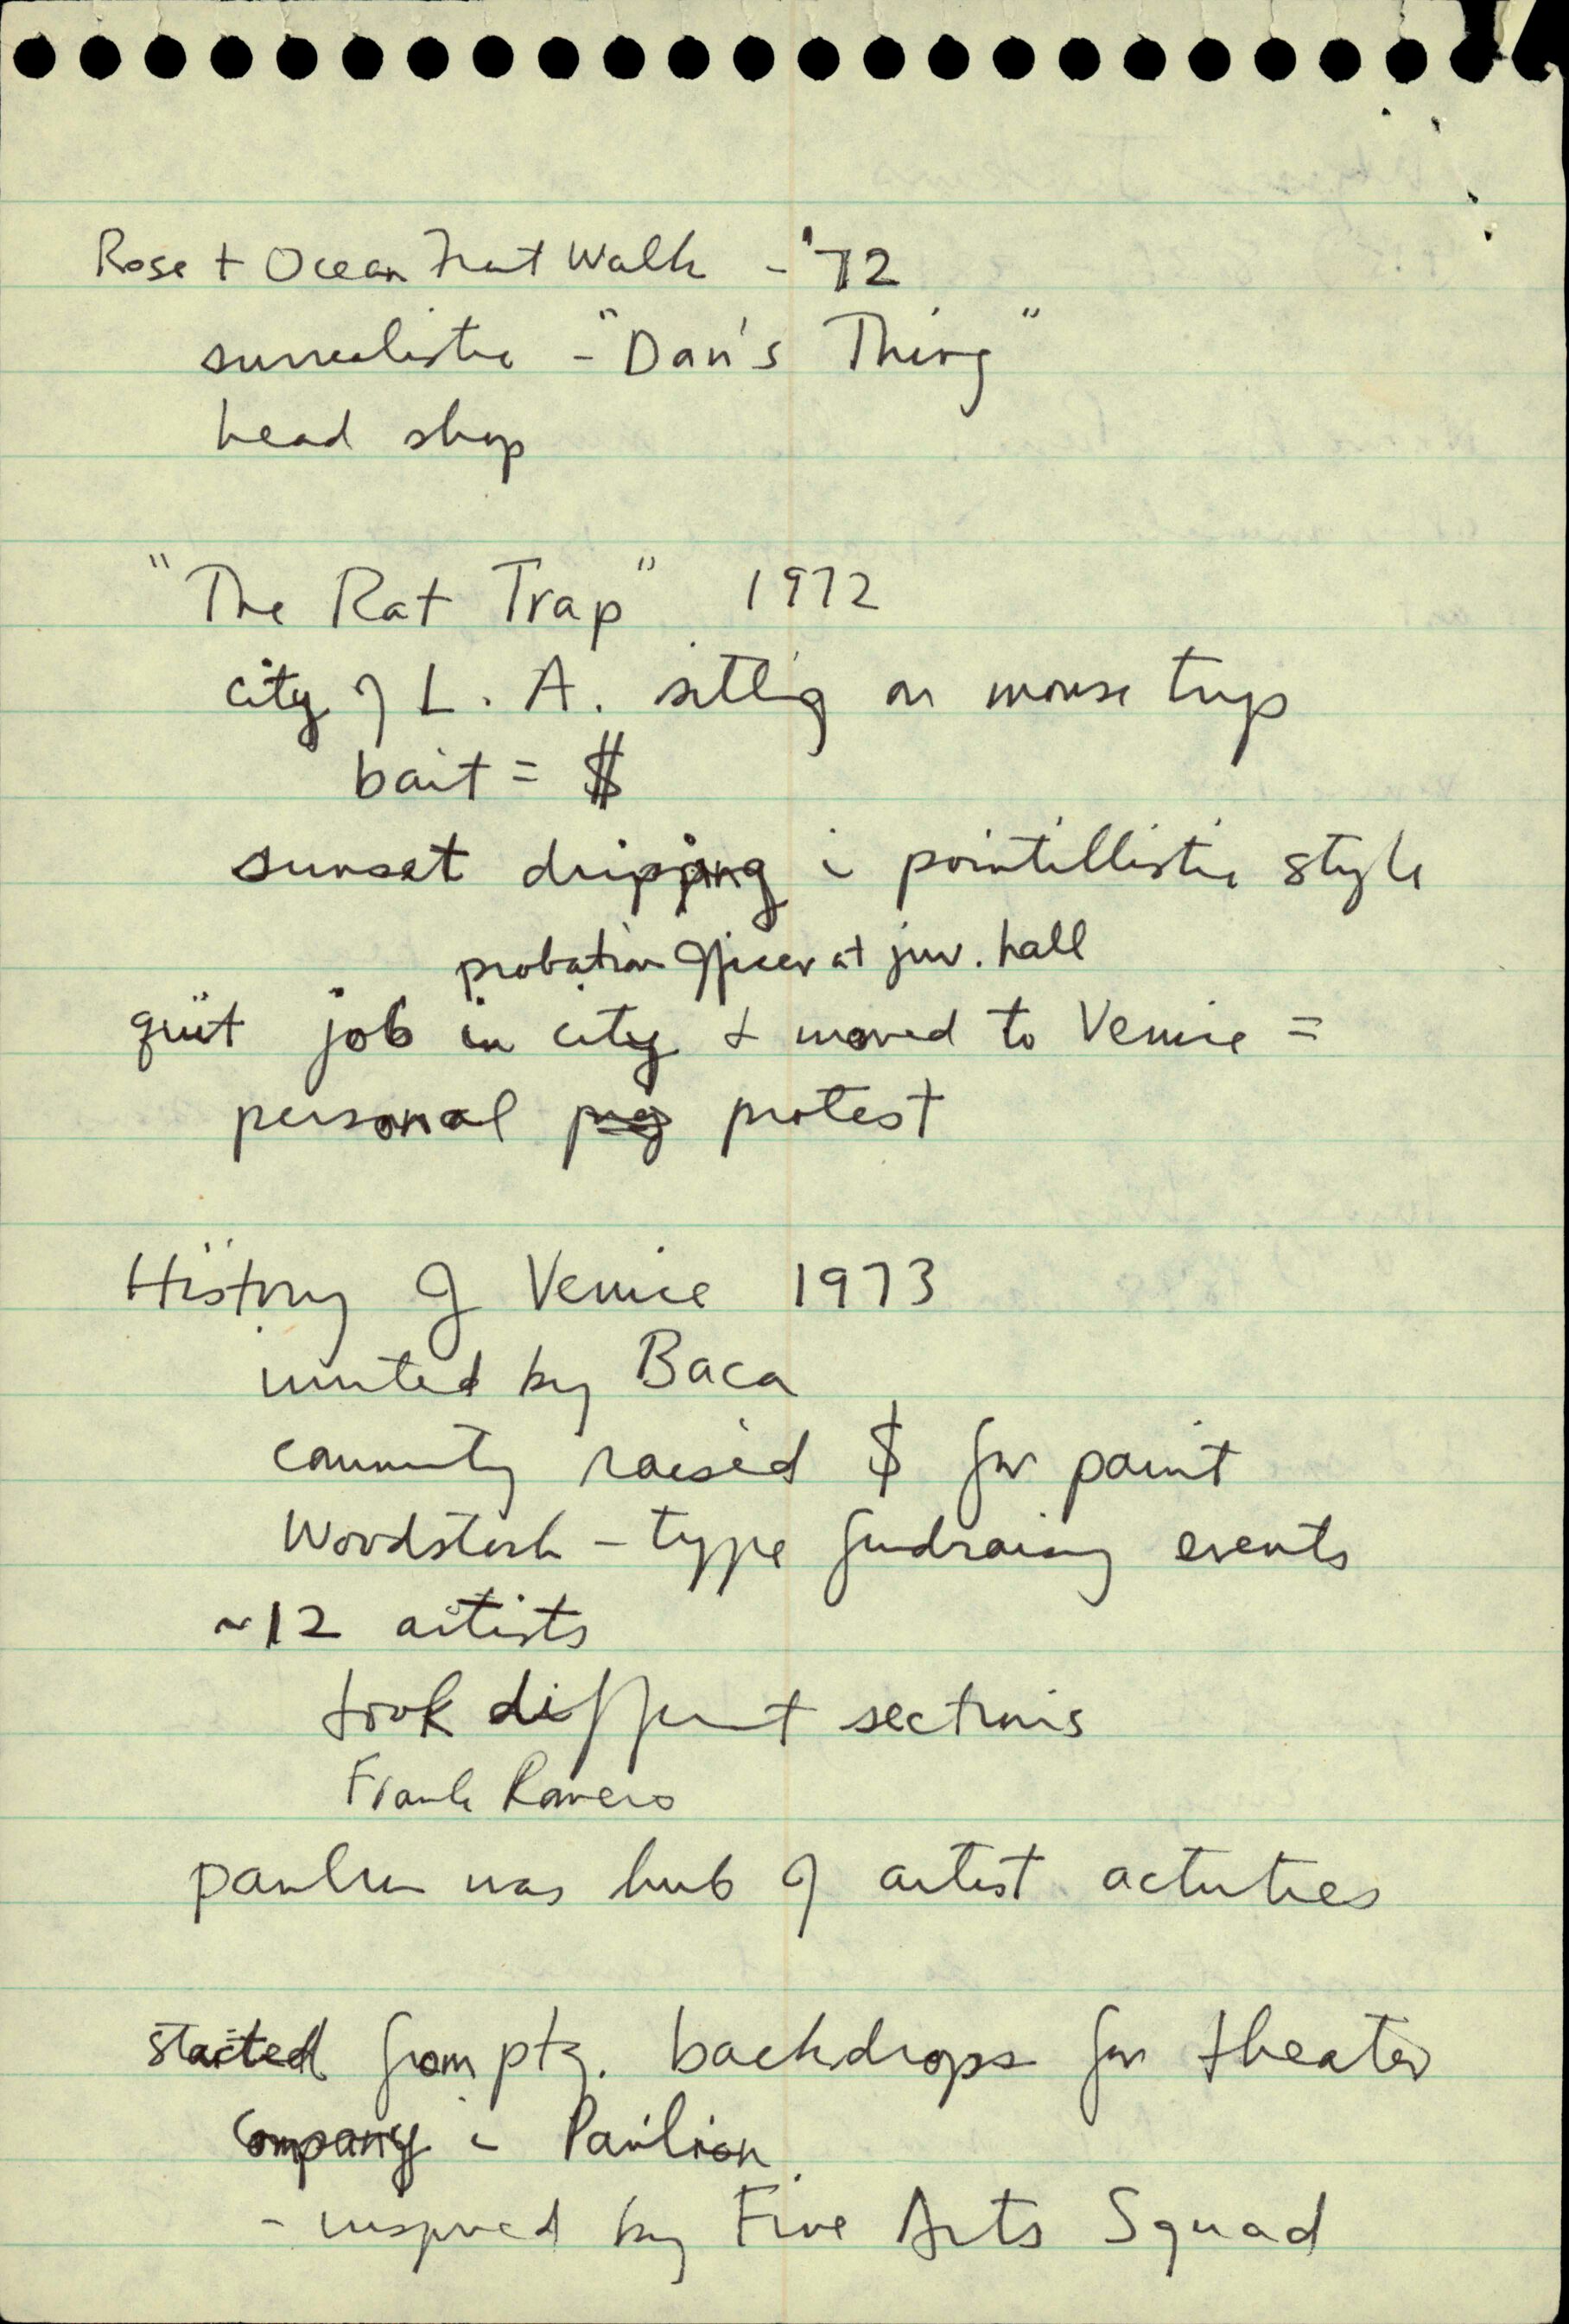 Rose + Ocean Front Walk - '72
surrealistic - "Dan's Thing"
head shop
"The Rat Trap" 1972
city of L.A. sitting on mouse trap
bait = $
sunset dripping in pointillistic style
probation officer at juv. hall
quit job in city + moved to Venice =
personal protest
History of Venice 1973
invited by Baca
community raised $ for paint
Woodstock-type fundraising events
~12 artists
took different sections
Frank Romero
pavilion was hub of artist activities
started from ptg. backdrops for theater
company in Pavilion
- inspired by Fine Arts Squad